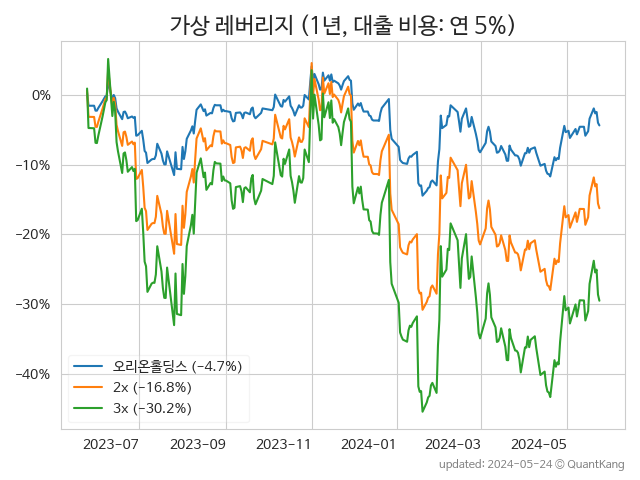 가상 레버리지 (1년, 대출 비용: 연 5%)
0%
−10%
−20%
−30%
−40%
오리온홀딩스 (−4.7%)
2x (−16.8%)
3x (−30.2%)
2023-07
2023-09
2023-11
2024-01
2024-03
2024-05
updated: 2024-05-24 © QuantKang